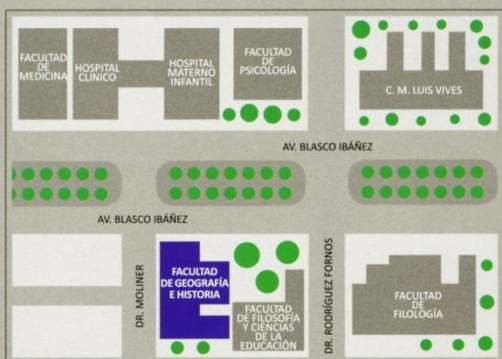 FACULTAD
DE
MEDICINA
HOSPITAL
CLÍNICO
HOSPITAL
MATERNO
INFANTIL
FACULTAD
DE
PSICOLOGÍA
C. M. LUIS VIVES
AV. BLASCO IBÁÑEZ
AV. BLASCO IBÁÑEZ
DR. MOLINER
FACULTAD
DE GEOGRAFÍA
E HISTORIA
FACULTAD
DE FILOSOFÍA
Y CIENCIAS
DE LA
EDUCACIÓN
DR. RODRÍGUEZ FORNOS
FACULTAD
DE
FILOLOGÍA